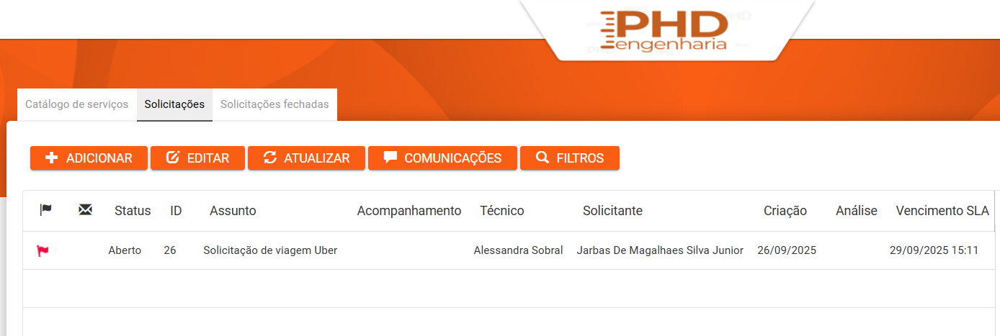 PHD
engenharia
Catálogo de serviços Solicitações Solicitações fechadas
ADICIONAR EDITAR ATUALIZAR COMUNICAÇÕES FILTROS
Status ID Assunto Acompanhamento Técnico Solicitante Criação Análise Vencimento SLA
Aberto 26 Solicitação de viagem Uber Alessandra Sobral Jarbas De Magalhaes Silva Junior 26/09/2025 29/09/2025 15:11